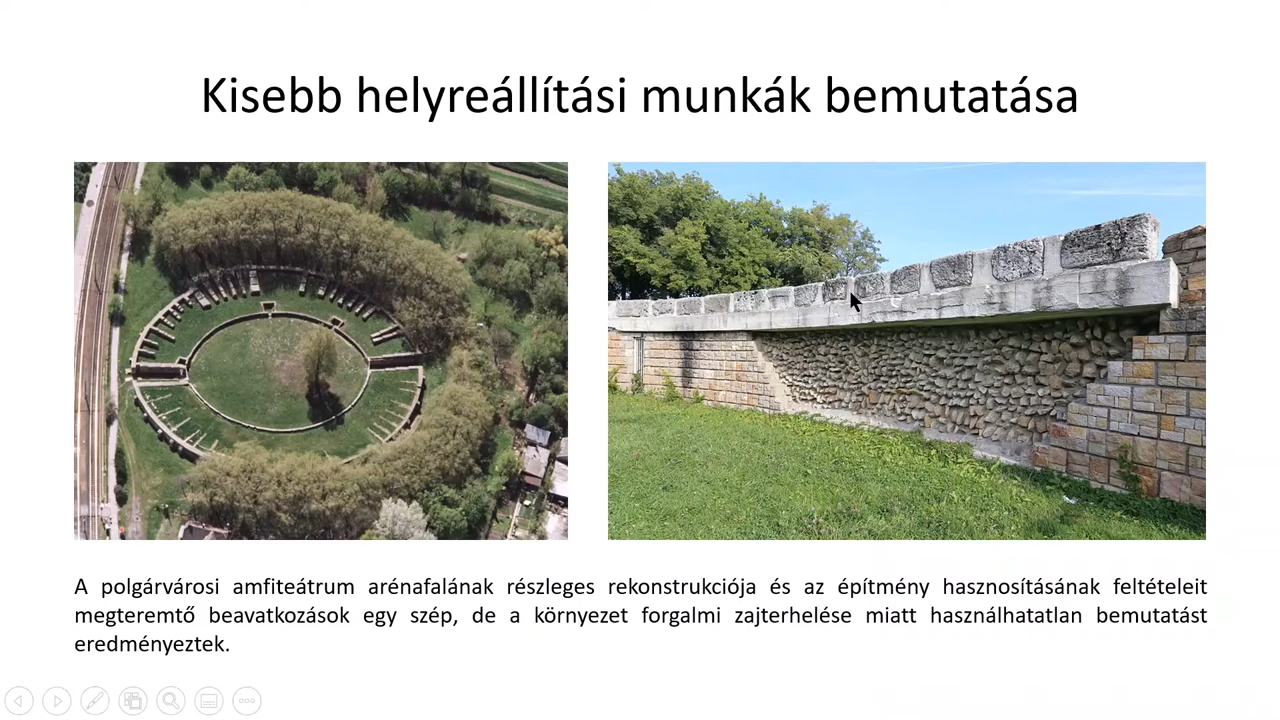 Kisebb helyreállítási munkák bemutatása
A polgárvárosi amfiteátrum arénafalának részleges rekonstrukciója és az építmény hasznosításának feltételeit
megteremtő beavatkozások egy szép, de a környezet forgalmi zajterhelése miatt használhatatlan bemutatást
eredményeztek.